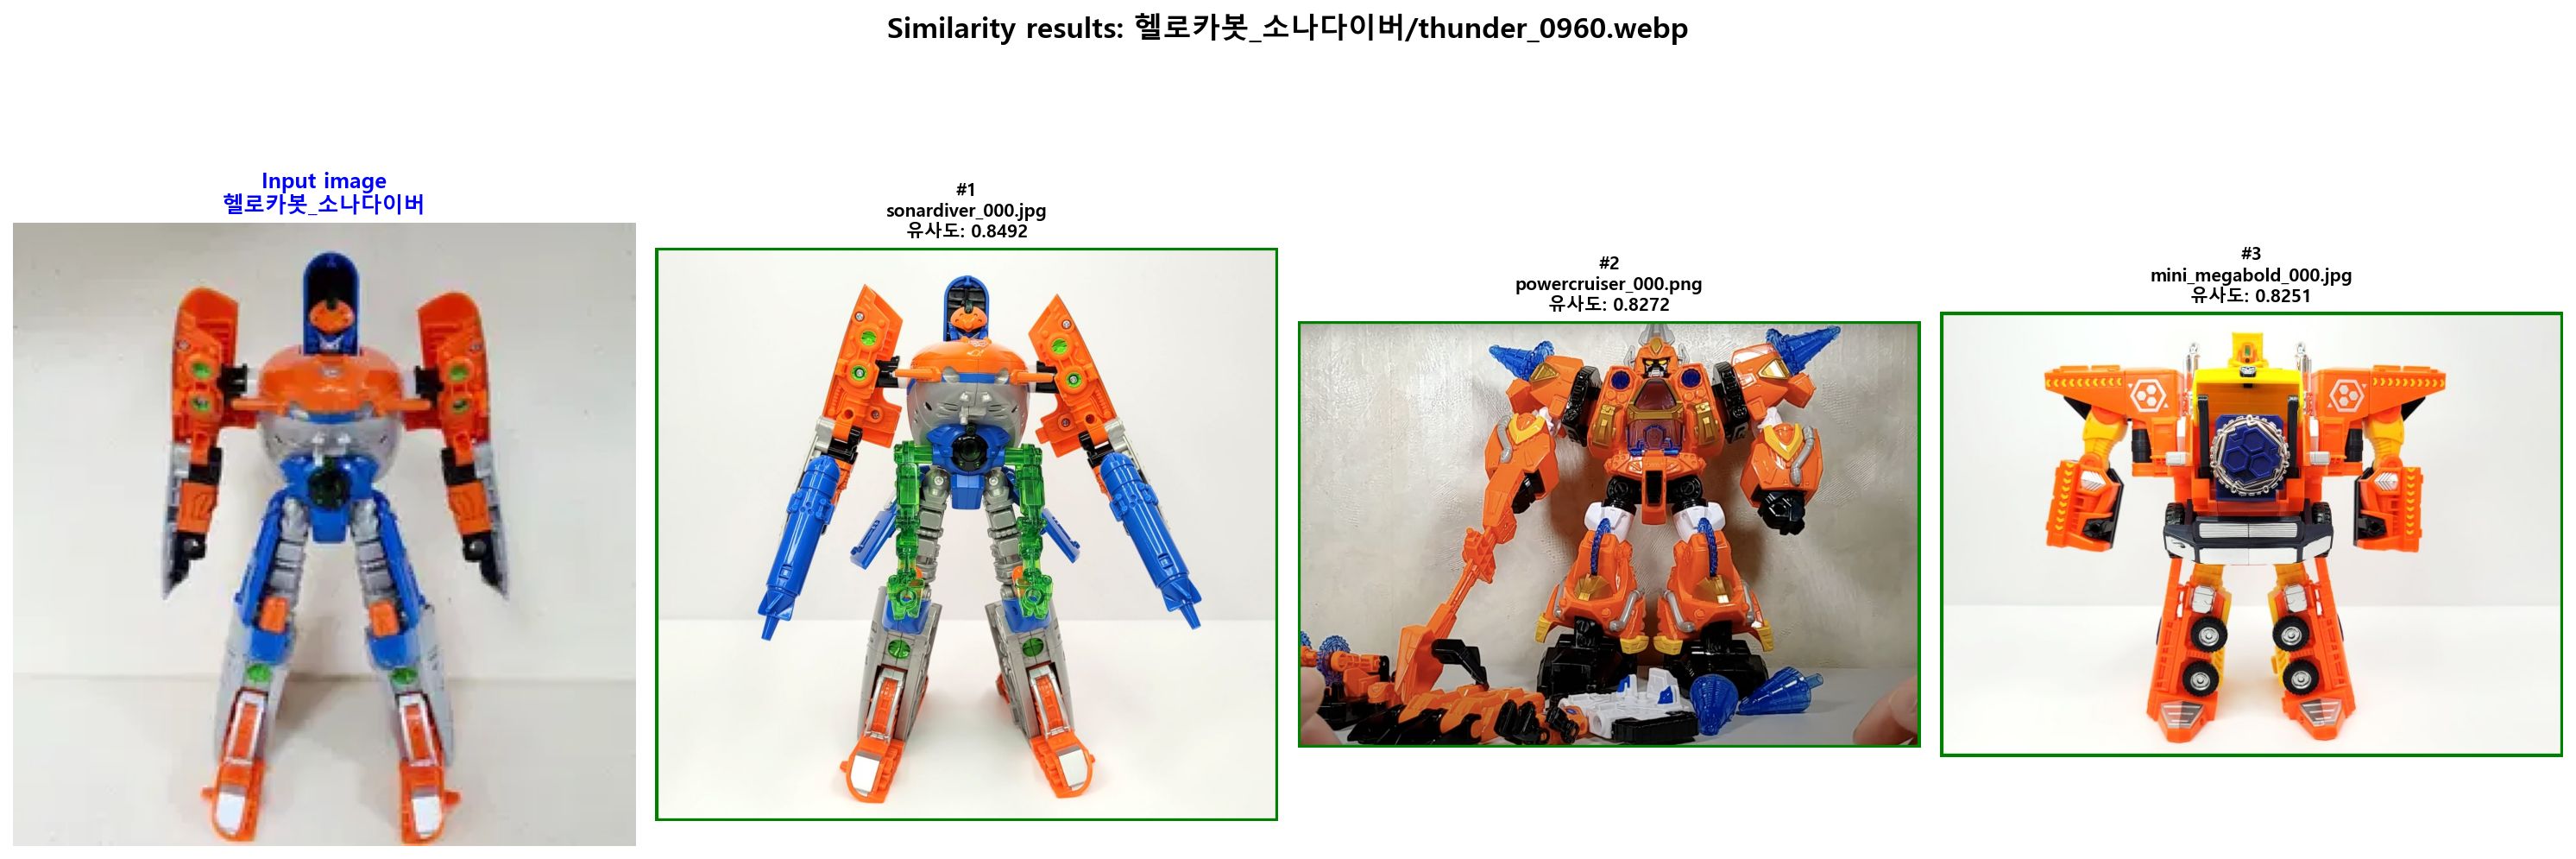 Similarity results: 헬로카봇_소나다이버/thunder_0960.webp
Input image
헬로카봇_소나다이버
#1
sonardiver_000.jpg
유사도: 0.8492
#2
powercruiser_000.png
유사도: 0.8272
#3
mini_megabold_000.jpg
유사도: 0.8251